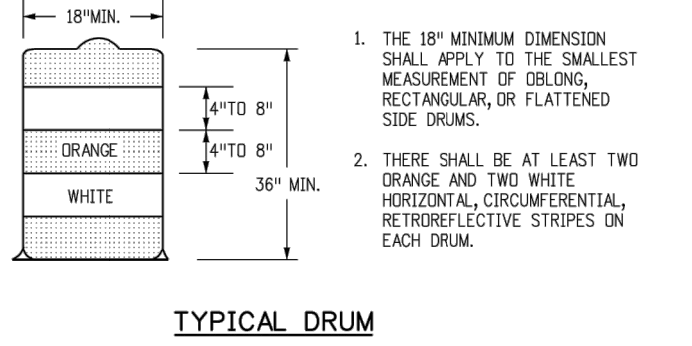 18"MIN.
4"TO 8"
ORANGE
4"TO 8"
36" MIN.
WHITE
1. THE 18" MINIMUM DIMENSION
SHALL APPLY TO THE SMALLEST
MEASUREMENT OF OBLONG,
RECTANGULAR, OR FLATTENED
SIDE DRUMS.
2. THERE SHALL BE AT LEAST TWO
ORANGE AND TWO WHITE
HORIZONTAL, CIRCUMFERENTIAL,
RETROREFLECTIVE STRIPES ON
EACH DRUM.
TYPICAL DRUM